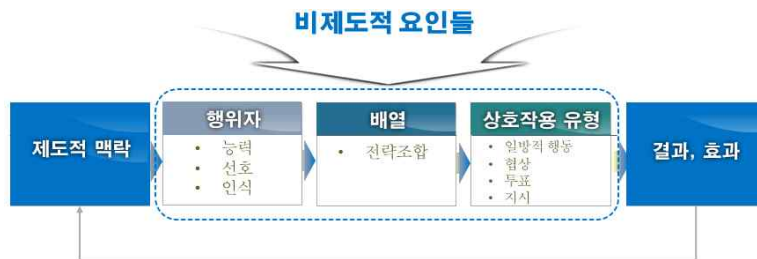 비제도적 요인들
제도적 맥락
행위자
• 능력
• 선호
• 인식
배열
• 전략조합
상호작용 유형
• 일방적 행동
• 협상
• 투표
• 지시
결과, 효과